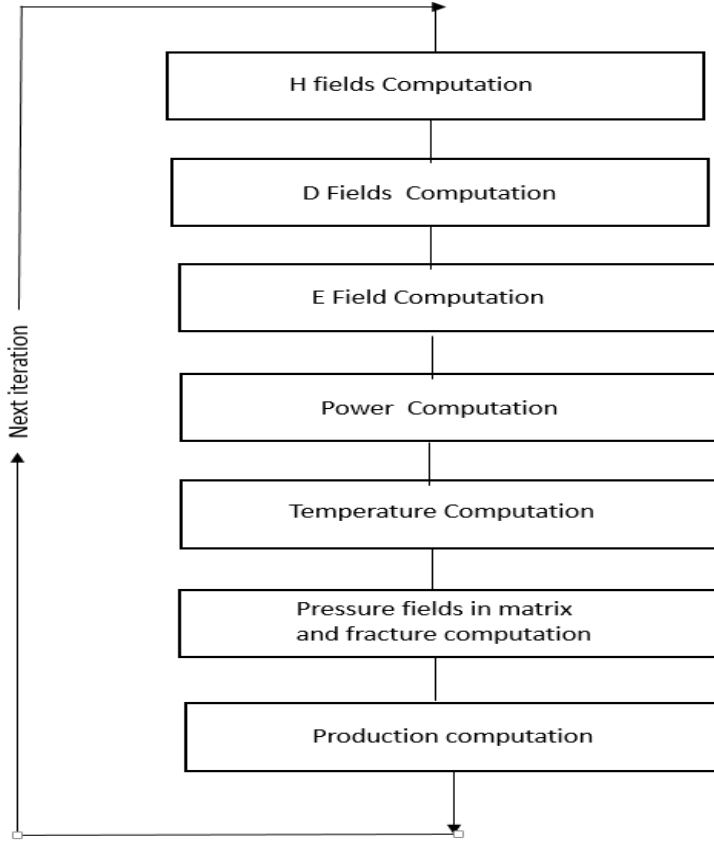 H fields Computation
D Fields  Computation
E Field Computation
Power  Computation
Temperature Computation
Pressure fields in matrix
and fracture computation
Production computation
Next iteration